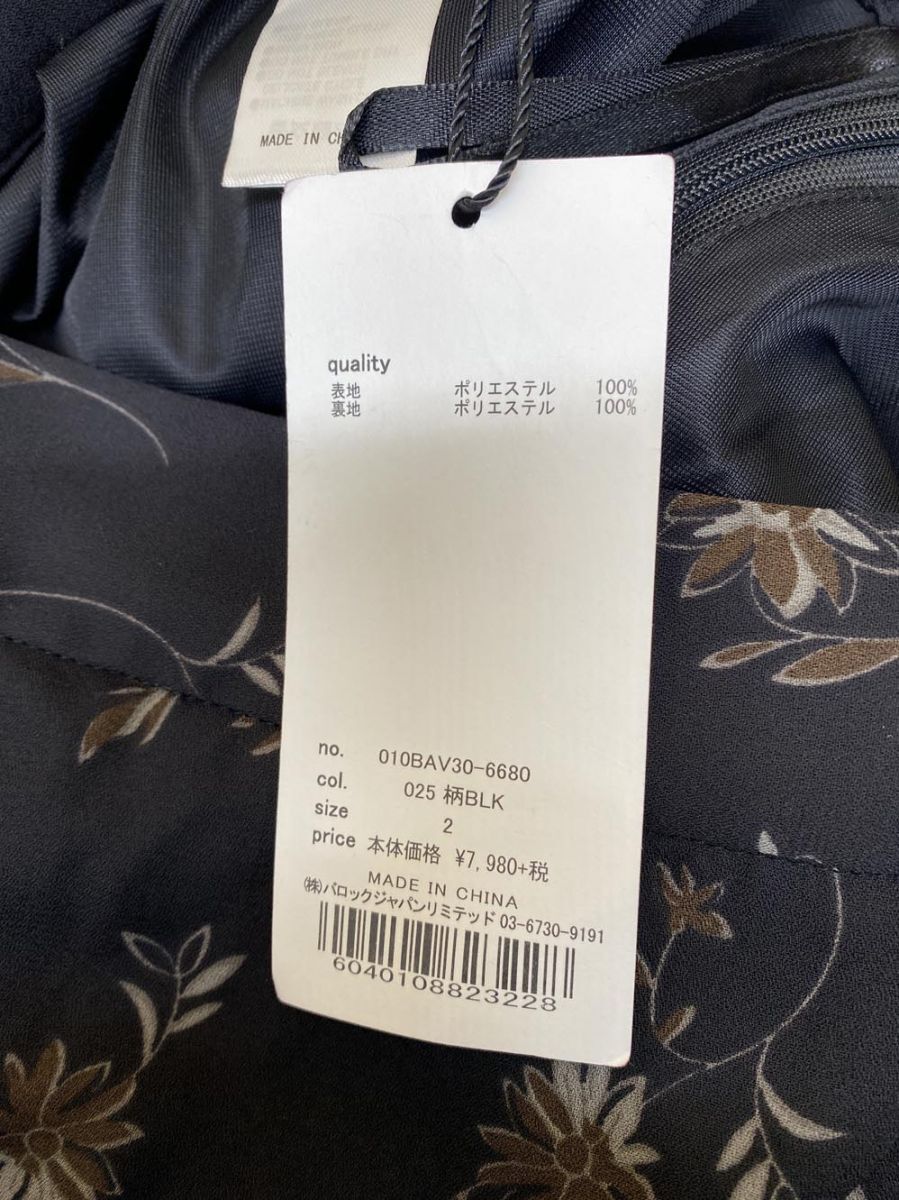 MADE IN CH
quality
表地 ポリエステル 100%
裏地 ポリエステル 100%
no. 010BAV30-6680
col. 025 柄BLK
size 2
price 本体価格 ¥7,980+税
MADE IN CHINA
㈱バロックジャパンリミテッド 03-6730-9191
6040108823228